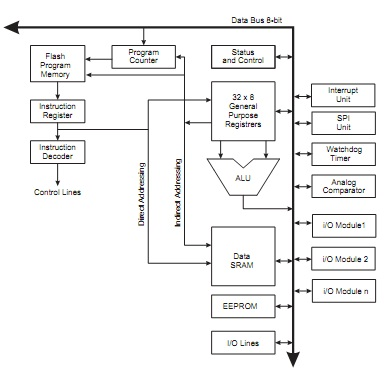 Data Bus 8-bit
Flash
Program
Memory
Program
Counter
Status
and Control
32 x 8
General
Purpose
Registrers
Instruction
Register
Instruction
Decoder
Control Lines
Direct Addressing
Indirect Addressing
ALU
Interrupt
Unit
SPI
Unit
Watchdog
Timer
Analog
Comparator
i/O Module1
i/O Module 2
i/O Module n
Data
SRAM
EEPROM
I/O Lines